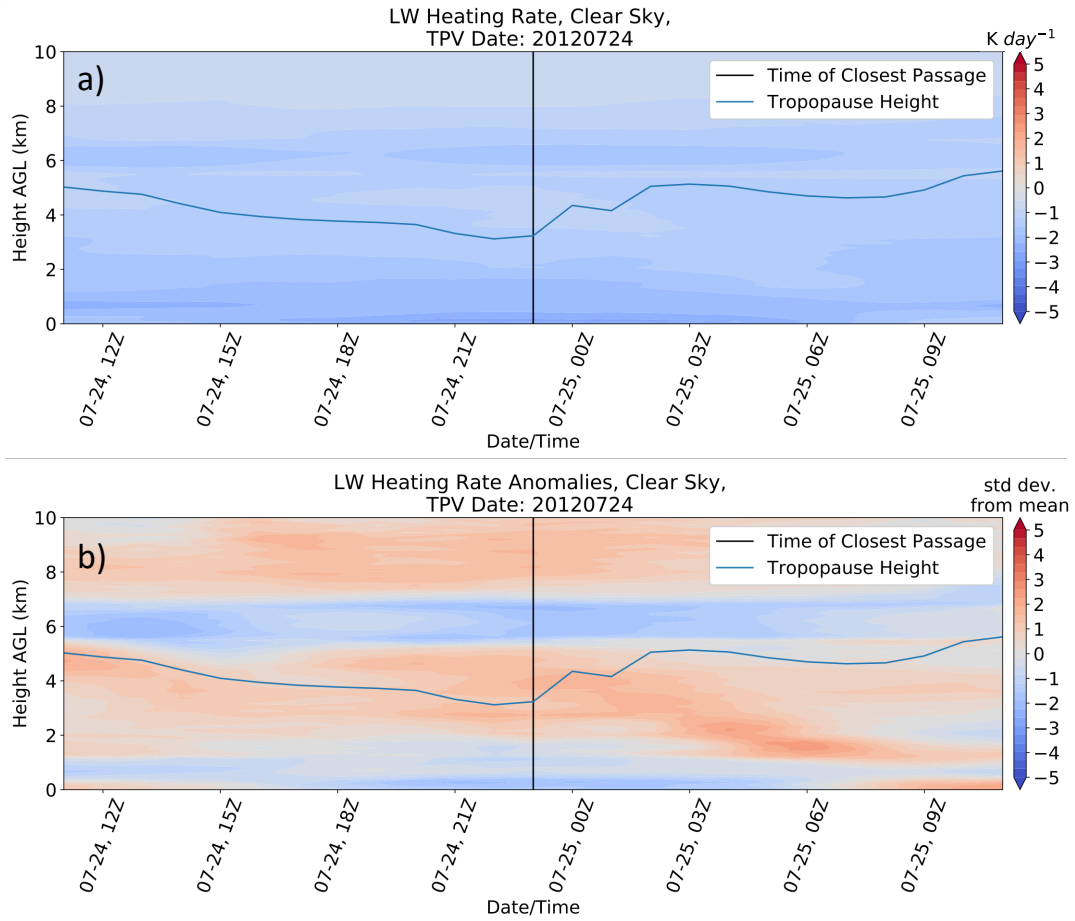 LW Heating Rate, Clear Sky,
TPV Date: 20120724
K day⁻¹
a)
Time of Closest Passage
Tropopause Height
Height AGL (km)
10
8
6
4
2
0
5
4
3
2
1
0
−1
−2
−3
−4
−5
07-24, 12Z
07-24, 15Z
07-24, 18Z
07-24, 21Z
07-25, 00Z
07-25, 03Z
07-25, 06Z
07-25, 09Z
Date/Time
LW Heating Rate Anomalies, Clear Sky,
TPV Date: 20120724
std dev.
from mean
b)
Time of Closest Passage
Tropopause Height
Height AGL (km)
10
8
6
4
2
0
5
4
3
2
1
0
−1
−2
−3
−4
−5
07-24, 12Z
07-24, 15Z
07-24, 18Z
07-24, 21Z
07-25, 00Z
07-25, 03Z
07-25, 06Z
07-25, 09Z
Date/Time